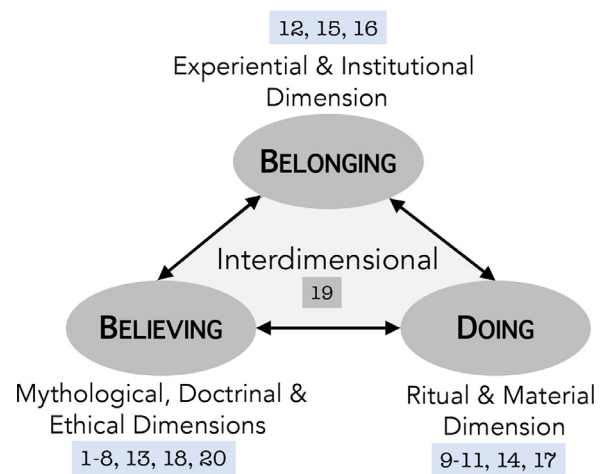 12, 15, 16
Experiential & Institutional
Dimension
BELONGING
Interdimensional
19
BELIEVING
DOING
Mythological, Doctrinal &
Ethical Dimensions
1-8, 13, 18, 20
Ritual & Material
Dimension
9-11, 14, 17